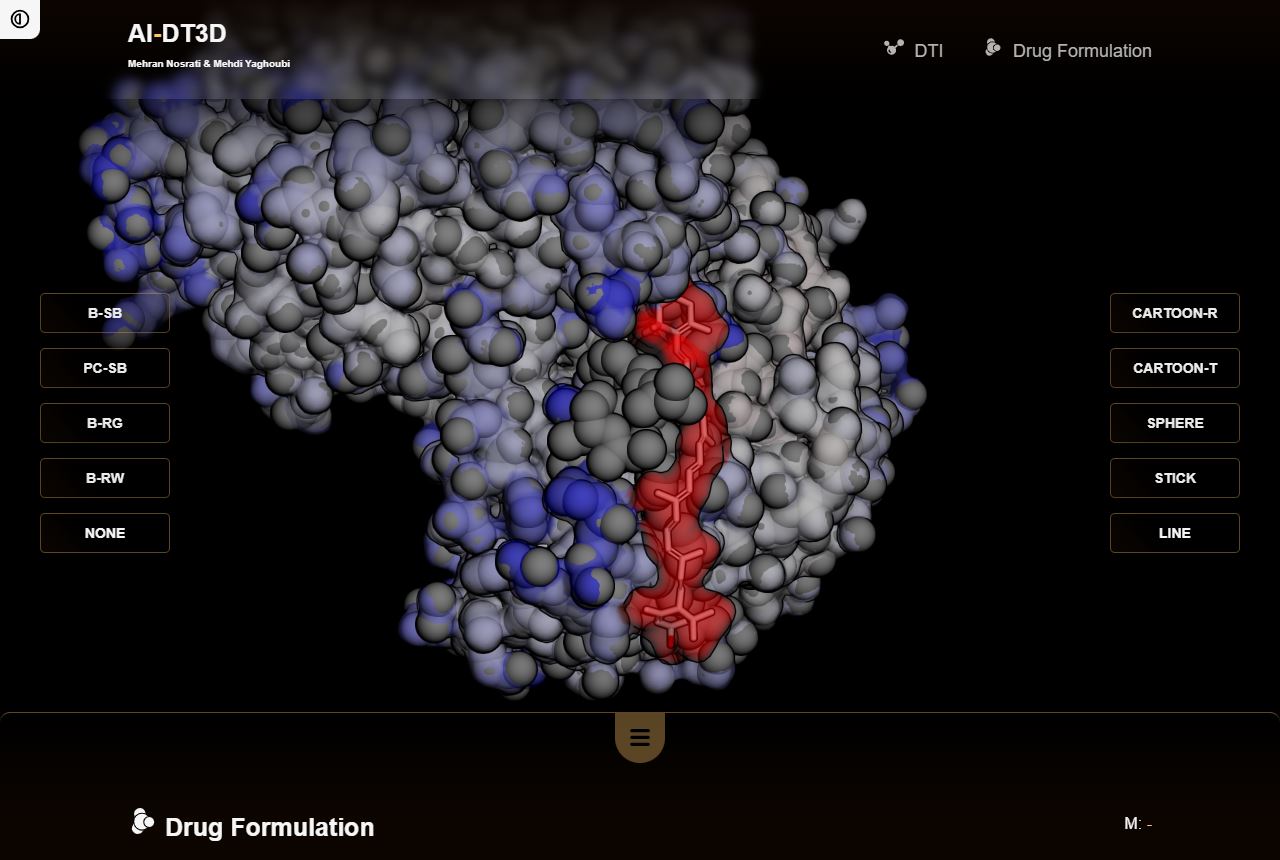 AI-DT3D
Mehran Nosrati & Mehdi Yaghoubi
DTI
Drug Formulation
B-SB
PC-SB
B-RG
B-RW
NONE
CARTOON-R
CARTOON-T
SPHERE
STICK
LINE
Drug Formulation
M: -